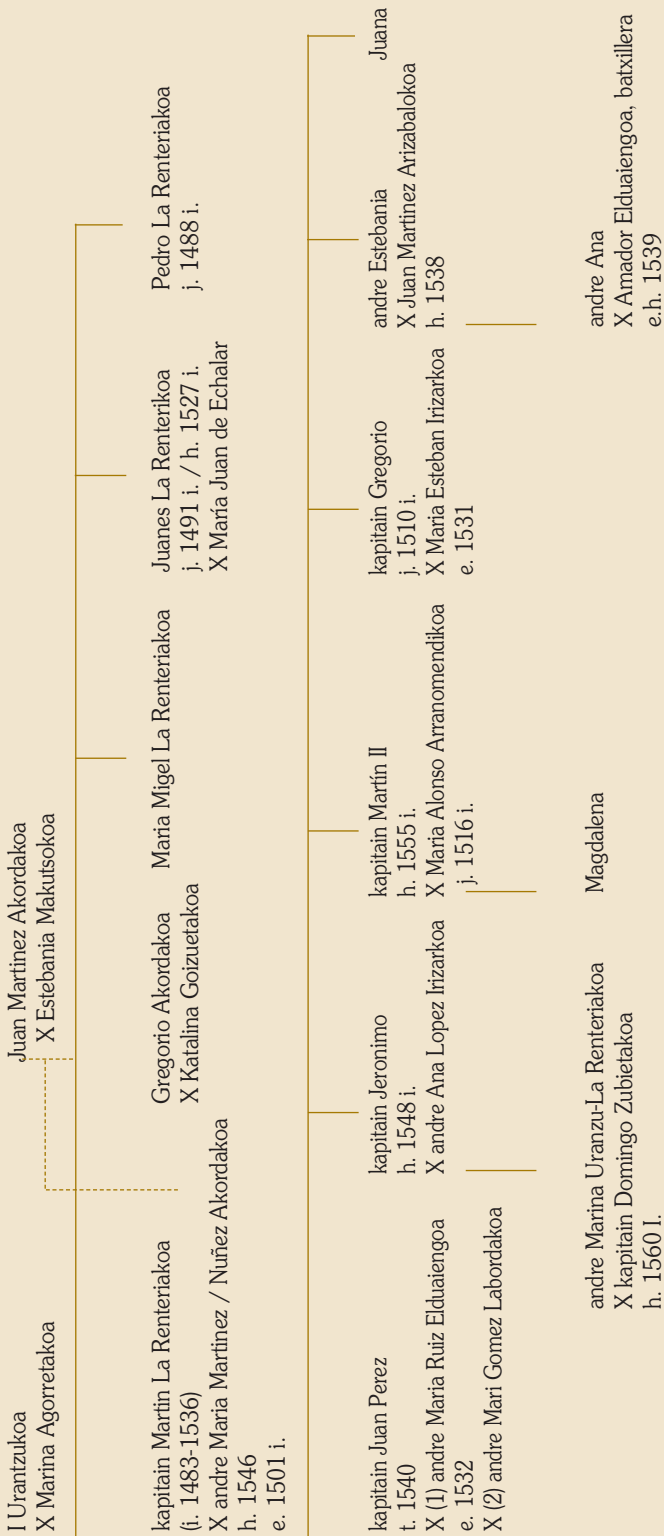 I Urantzukoa
X Marina Agorretakoa
Juan Martinez Akordakoa
X Estebania Makutsokoa
kapitain Martin La Renteriakoa
(i. 1483-1536)
X andre Maria Martinez / Nuñez Akordakoa
h. 1546
e. 1501 i.
Gregorio Akordakoa
X Katalina Goizuetakoa
Maria Migel La Renteriakoa
Juanes La Renterikoa
j. 1491 i. / h. 1527 i.
X María Juan de Echalar
Pedro La Renteriakoa
j. 1488 i.
kapitain Juan Perez
t. 1540
X (1) andre Maria Ruiz Elduaiengoa
e. 1532
X (2) andre Mari Gomez Labordakoa
kapitain Jeronimo
h. 1548 i.
X andre Ana Lopez Irizarkoa
kapitain Martín II
h. 1555 i.
X Maria Alonso Arranomendikoa
j. 1516 i.
kapitain Gregorio
j. 1510 i.
X Maria Esteban Irizarkoa
e. 1531
andre Estebania
X Juan Martinez Arizabalokoa
h. 1538
Juana
andre Marina Uranzu-La Renteriakoa
X kapitain Domingo Zubietakoa
h. 1560 l.
Magdalena
andre Ana
X Amador Elduaiengoa, batxillera
e.h. 1539